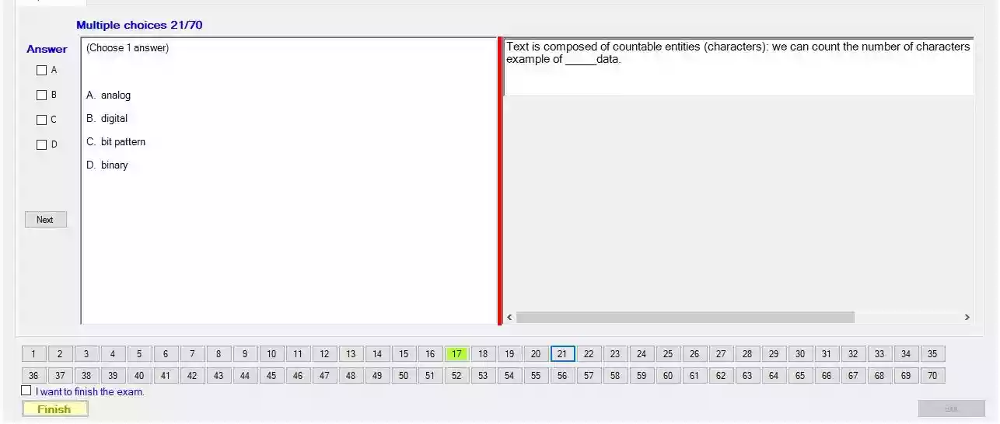 Multiple choices 21/70
Answer
(Choose 1 answer)
A
B
C
D
A. analog
B. digital
C. bit pattern
D. binary
Next
Text is composed of countable entities (characters): we can count the number of characters
example of _____data.
1 2 3 4 5 6 7 8 9 10 11 12 13 14 15 16 17 18 19 20 21 22 23 24 25 26 27 28 29 30 31 32 33 34 35
36 37 38 39 40 41 42 43 44 45 46 47 48 49 50 51 52 53 54 55 56 57 58 59 60 61 62 63 64 65 66 67 68 69 70
I want to finish the exam.
Finish
Exit